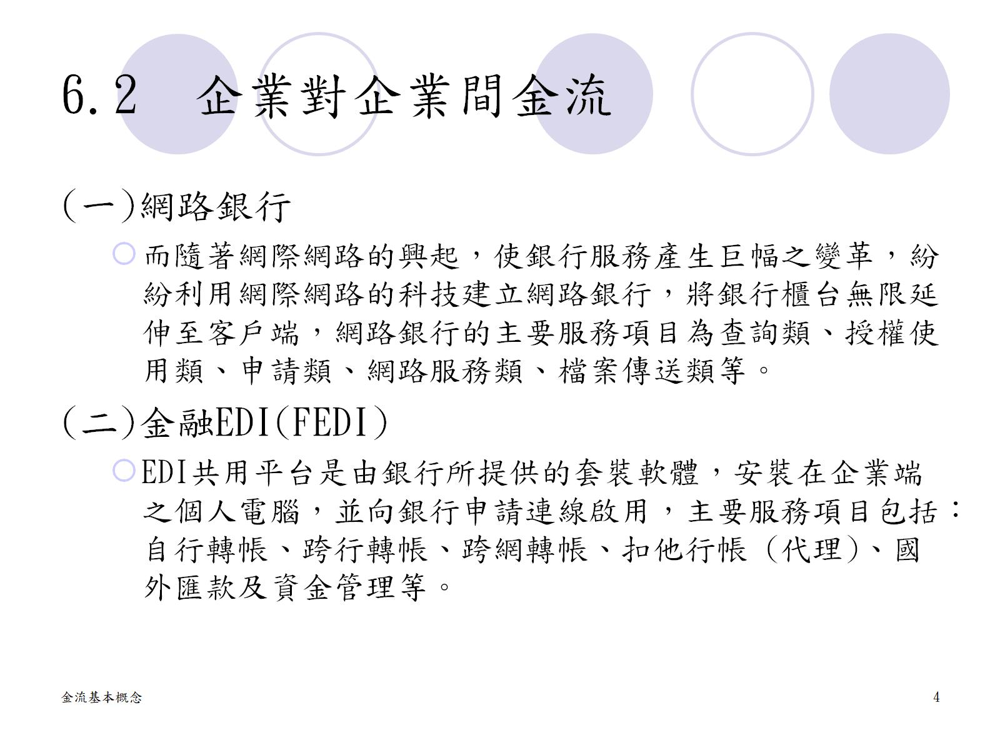 6.2　企業對企業間金流
(一)網路銀行
而隨著網際網路的興起，使銀行服務產生巨幅之變革，紛
紛利用網際網路的科技建立網路銀行，將銀行櫃台無限延
伸至客戶端，網路銀行的主要服務項目為查詢類、授權使
用類、申請類、網路服務類、檔案傳送類等。
(二)金融EDI(FEDI)
EDI共用平台是由銀行所提供的套裝軟體，安裝在企業端
之個人電腦，並向銀行申請連線啟用，主要服務項目包括：
自行轉帳、跨行轉帳、跨網轉帳、扣他行帳 (代理)、國
外匯款及資金管理等。
金流基本概念
4